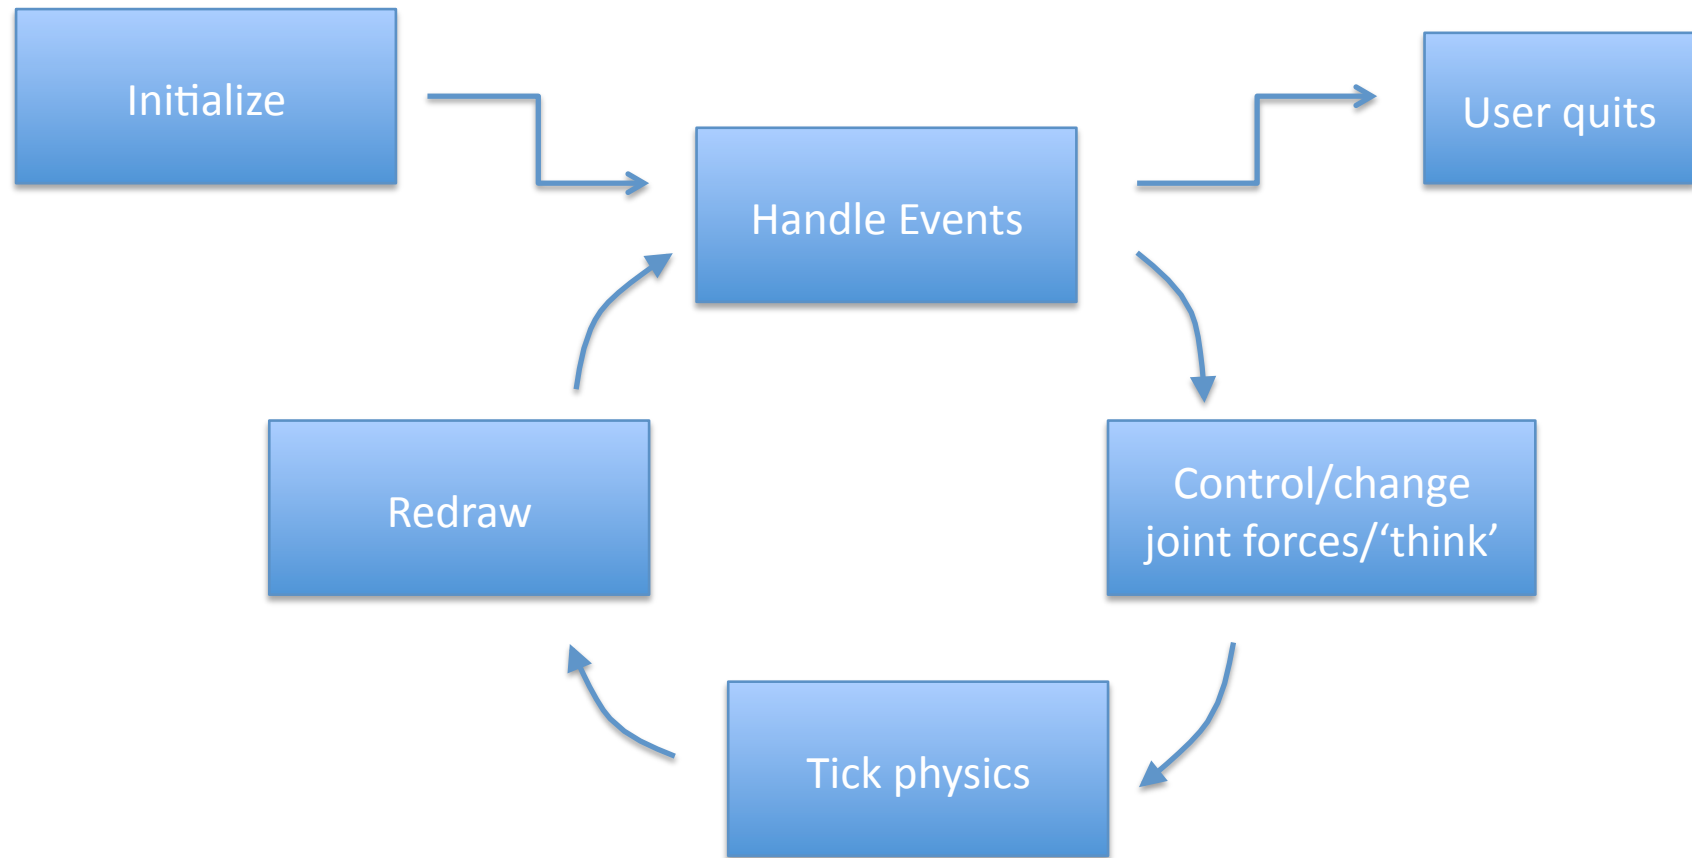 Initialize
User quits
Handle Events
Control/change
joint forces/‘think’
Redraw
Tick physics